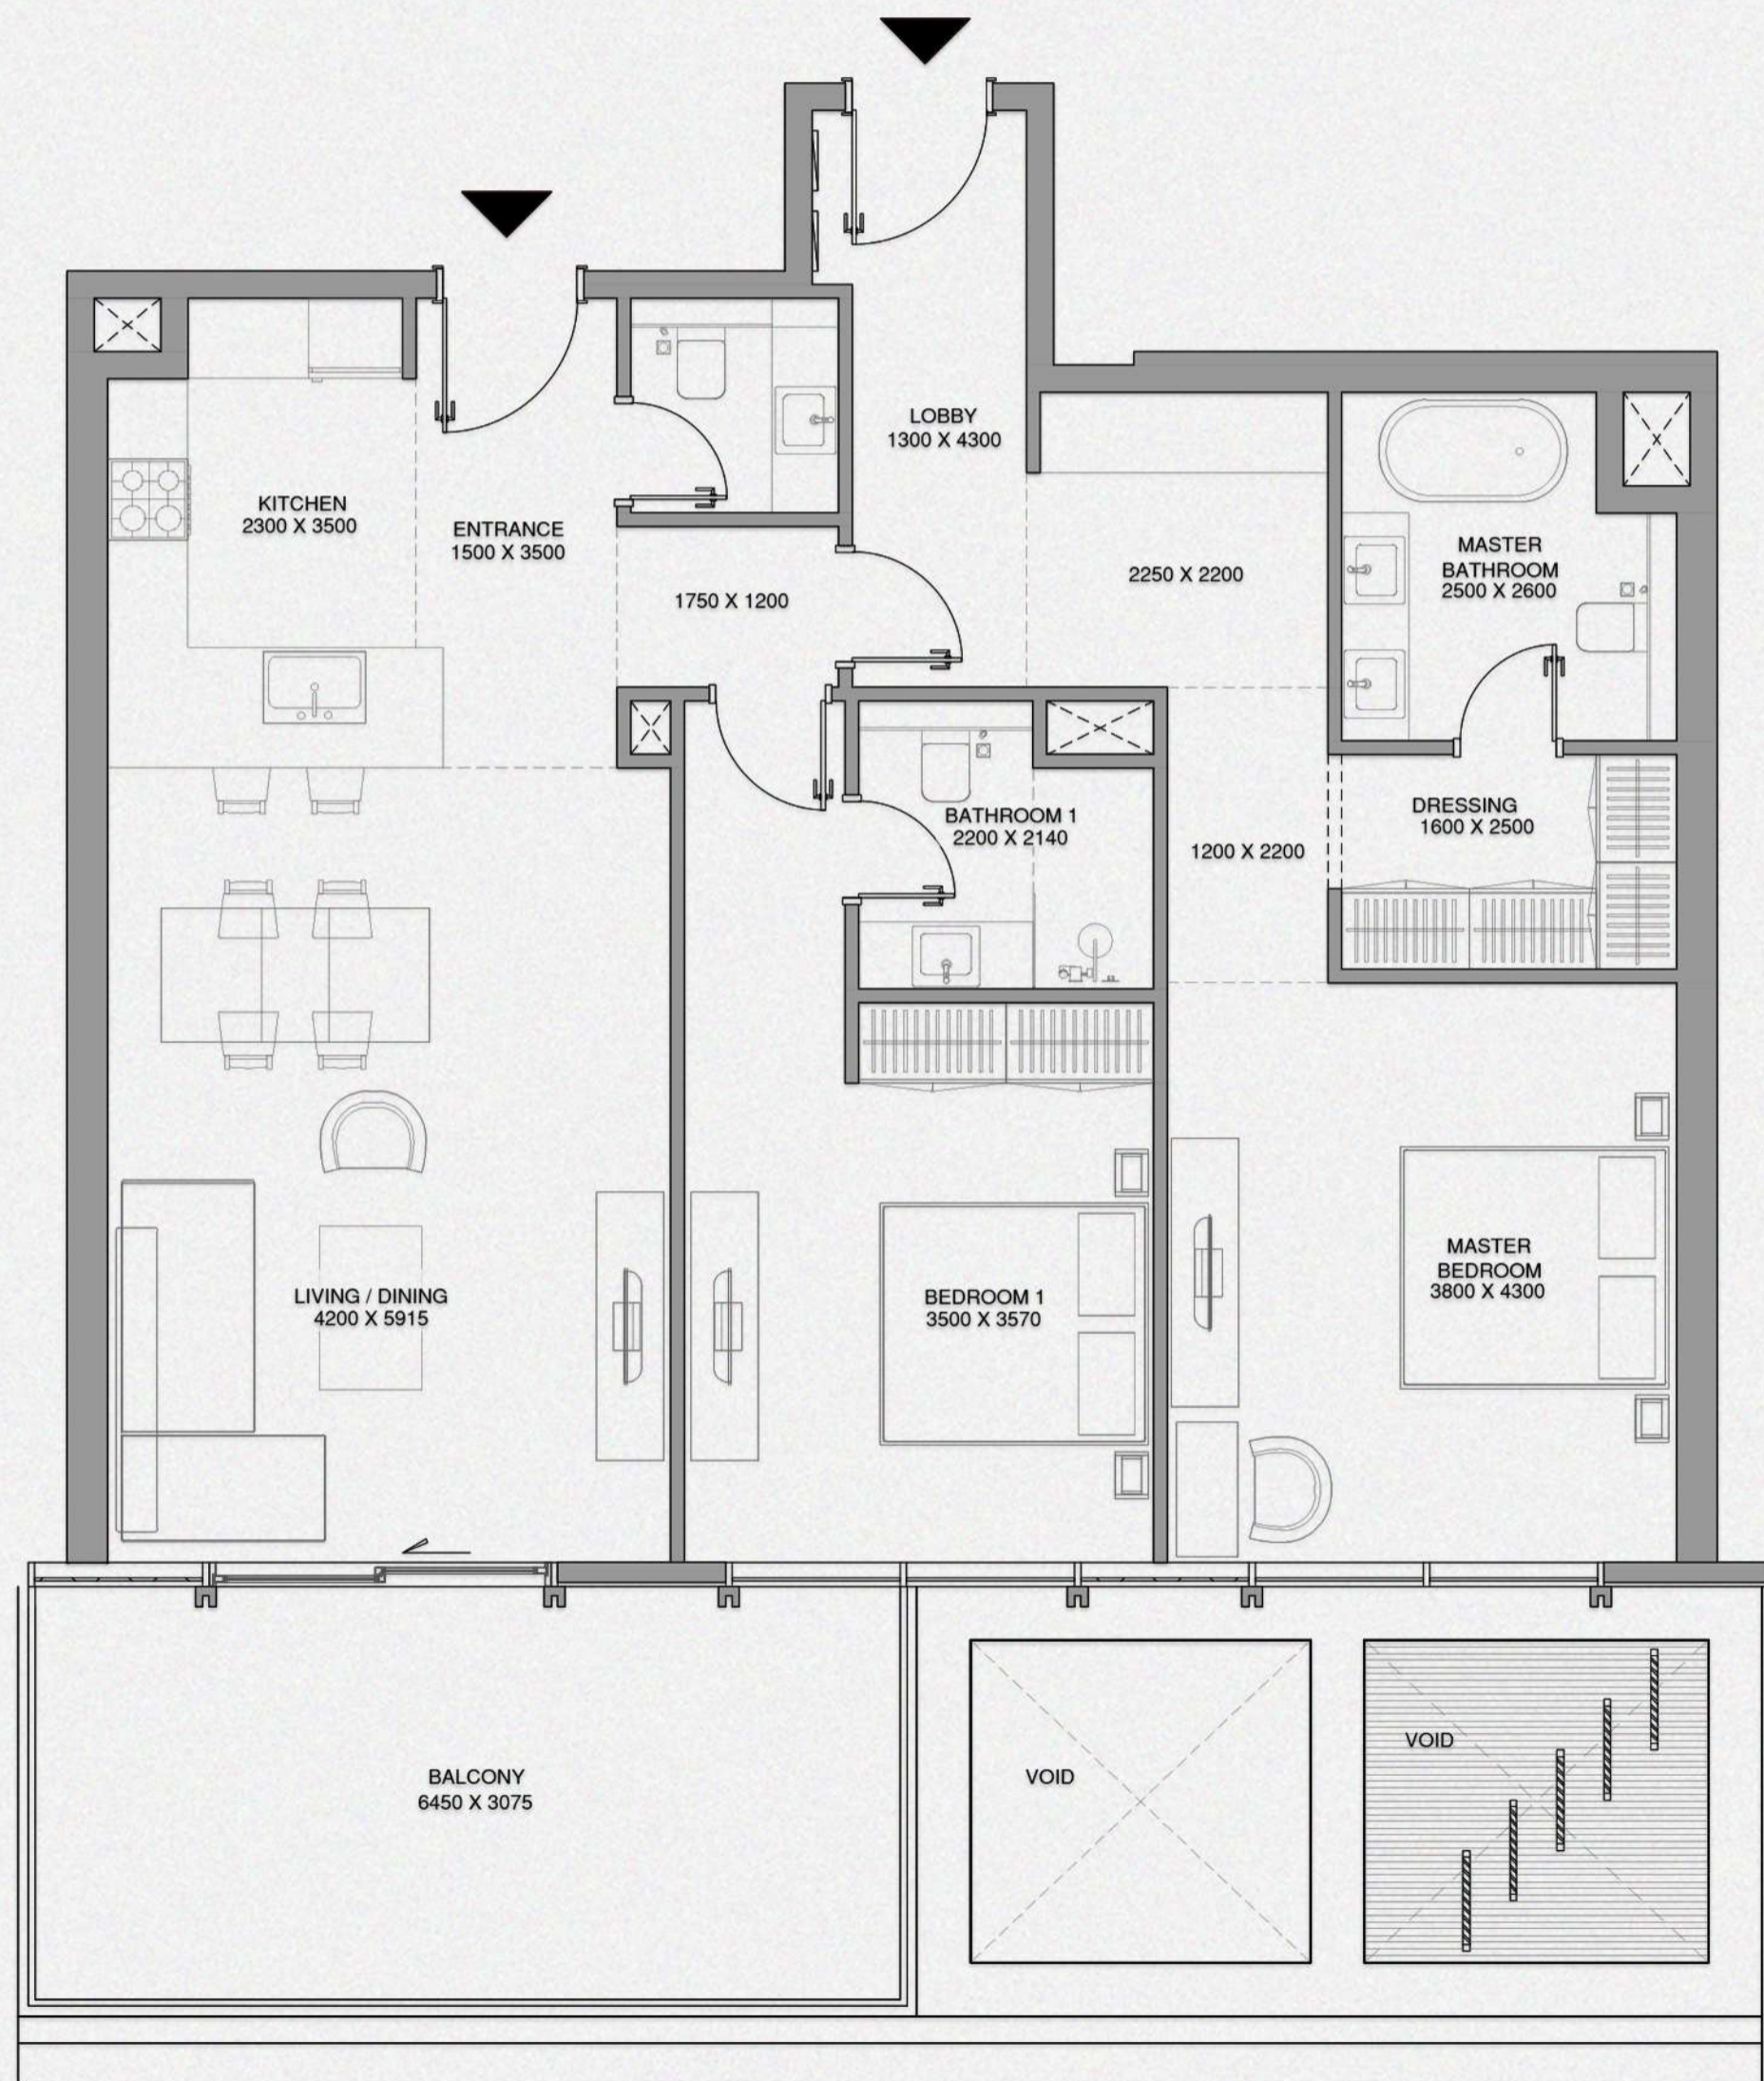 LOBBY
1300 X 4300
KITCHEN
2300 X 3500
ENTRANCE
1500 X 3500
MASTER
BATHROOM
2500 X 2600
2250 X 2200
1750 X 1200
BATHROOM 1
2200 X 2140
1200 X 2200
DRESSING
1600 X 2500
LIVING / DINING
4200 X 5915
BEDROOM 1
3500 X 3570
MASTER
BEDROOM
3800 X 4300
BALCONY
6450 X 3075
VOID
VOID